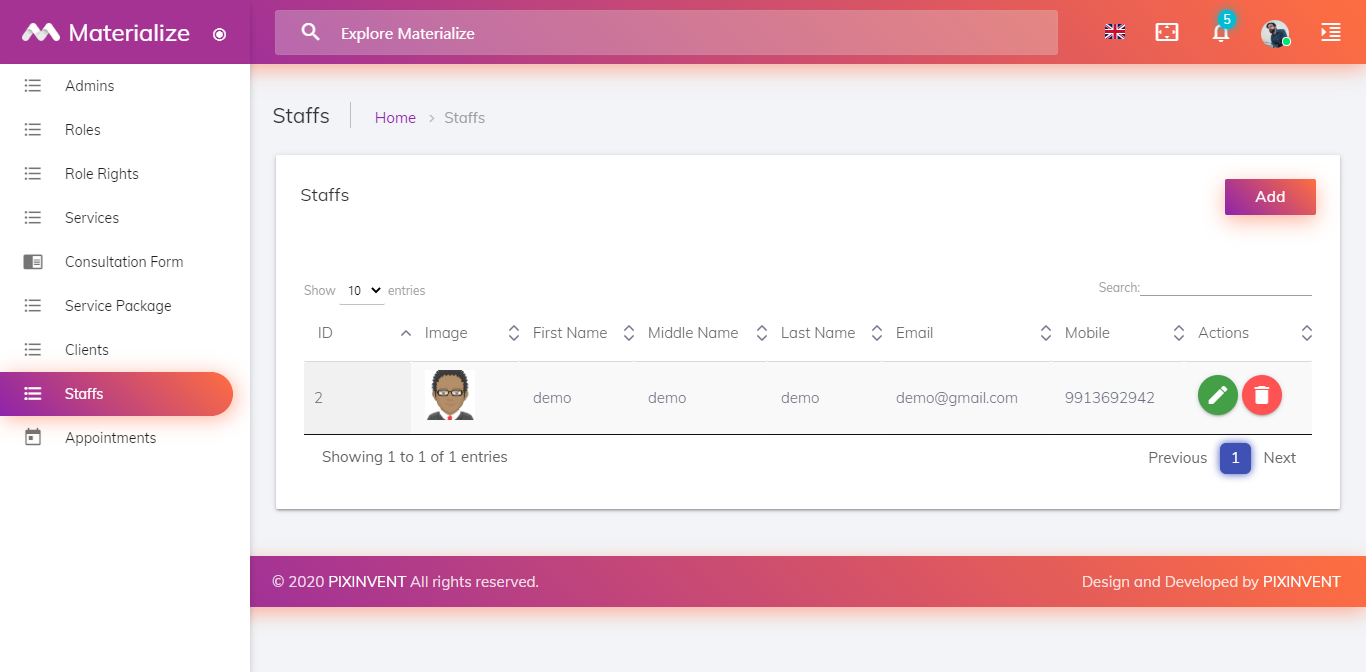 Materialize
Explore Materialize
5
Admins
Roles
Role Rights
Services
Consultation Form
Service Package
Clients
Staffs
Appointments
Staffs Home > Staffs
Staffs
Add
Show 10 entries
Search:
ID Image First Name Middle Name Last Name Email Mobile Actions
2 demo demo demo demo@gmail.com 9913692942
Showing 1 to 1 of 1 entries
Previous 1 Next
© 2020 PIXINVENT All rights reserved.
Design and Developed by PIXINVENT